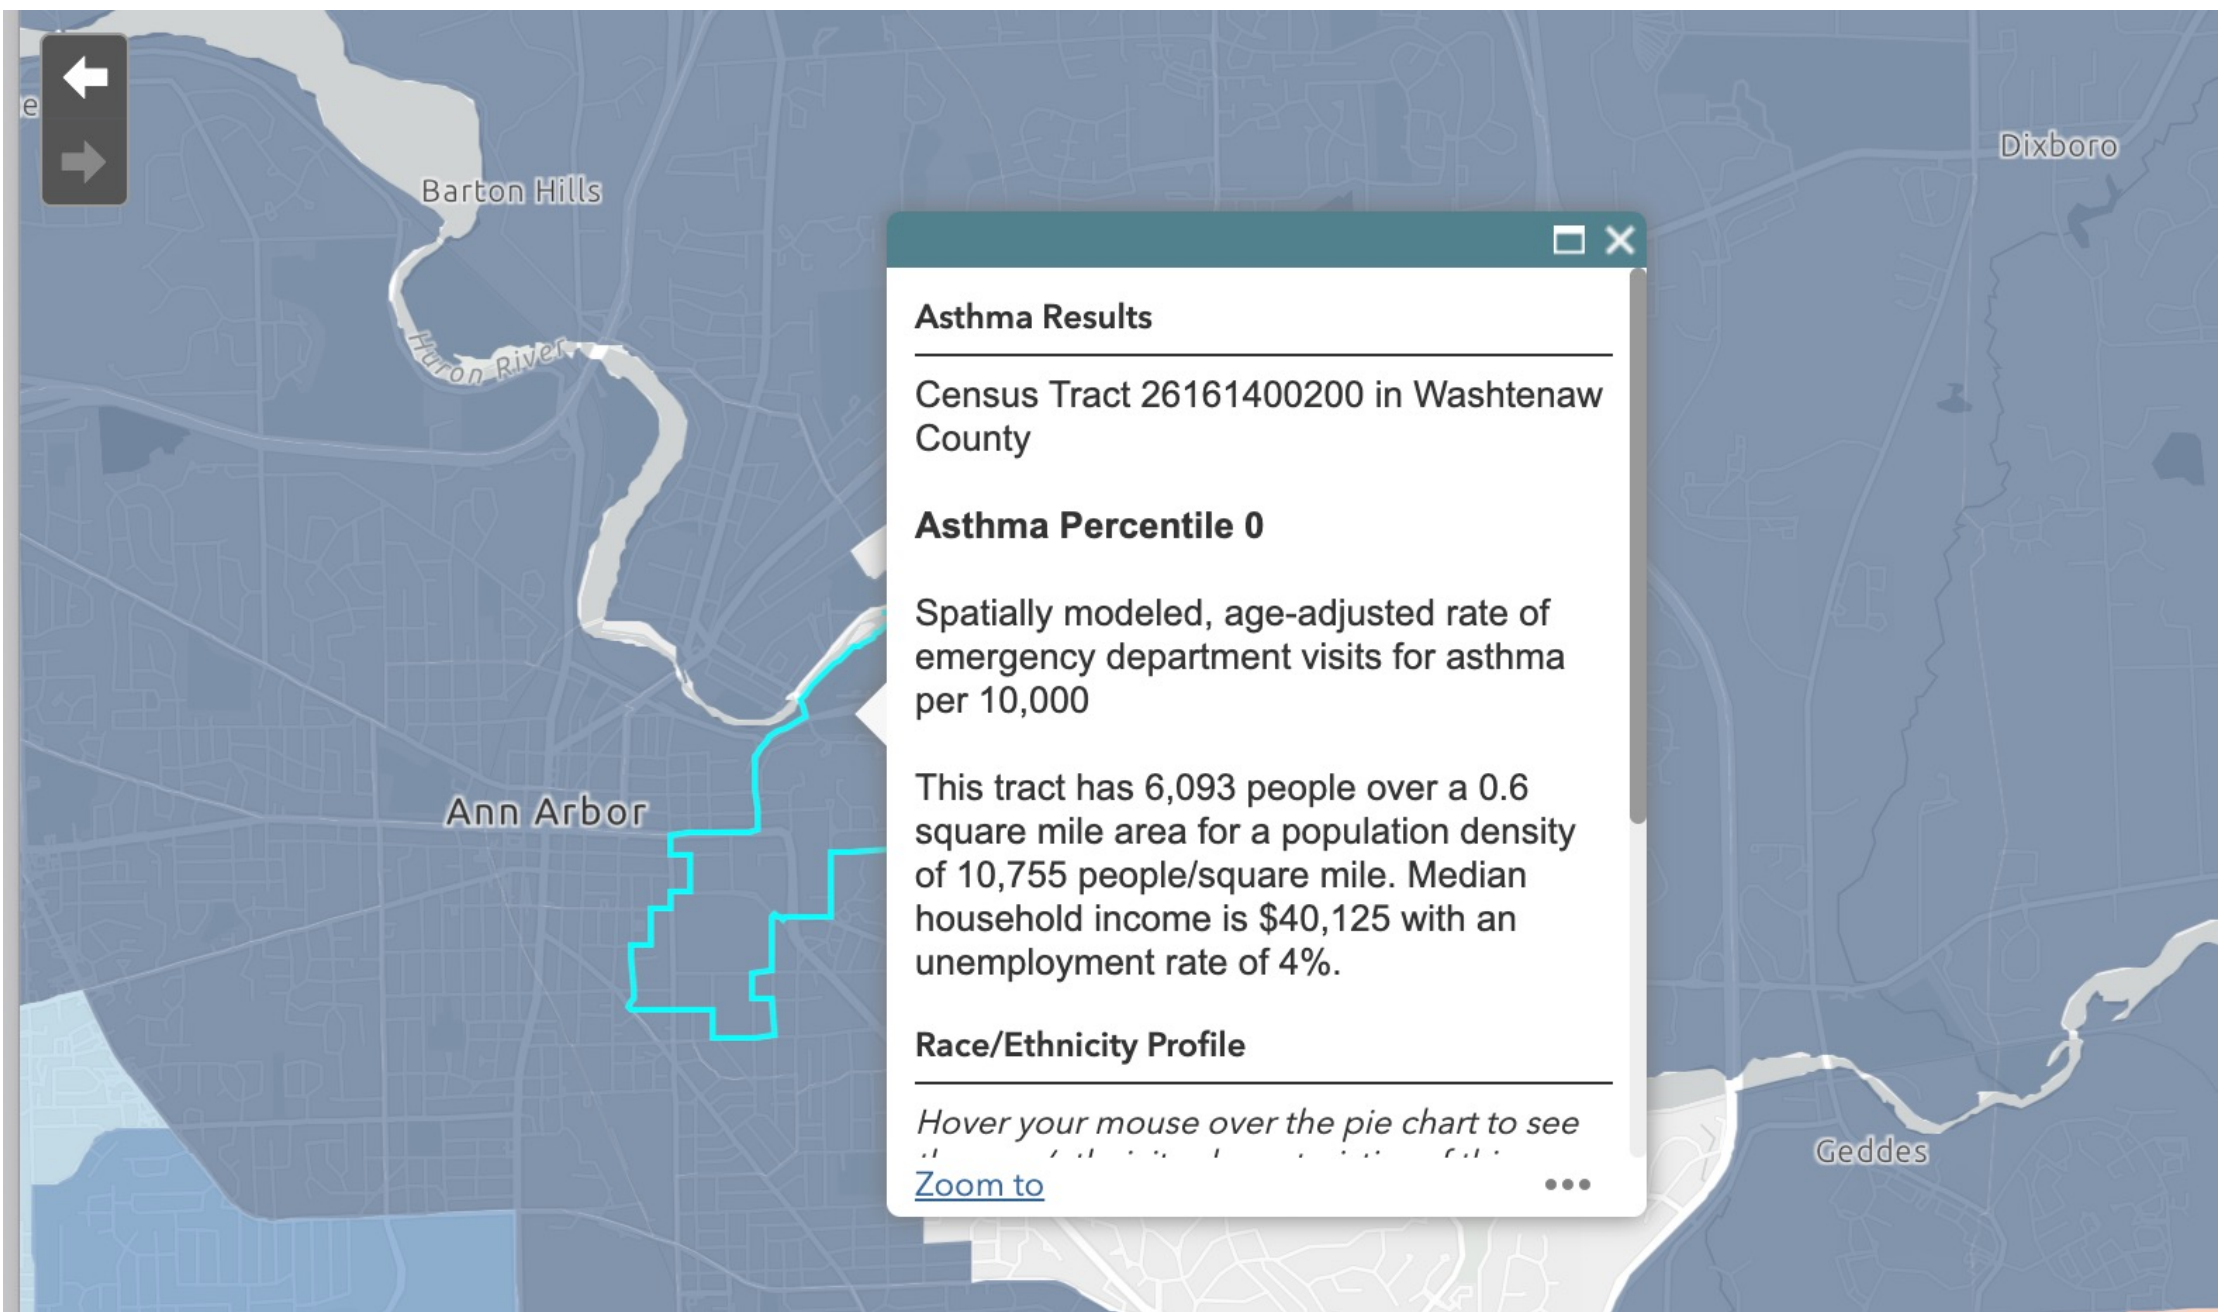 e
Barton Hills
Dixboro
Huron River
Ann Arbor
Geddes
Asthma Results
Census Tract 26161400200 in Washtenaw
County
Asthma Percentile 0
Spatially modeled, age-adjusted rate of
emergency department visits for asthma
per 10,000
This tract has 6,093 people over a 0.6
square mile area for a population density
of 10,755 people/square mile. Median
household income is $40,125 with an
unemployment rate of 4%.
Race/Ethnicity Profile
Hover your mouse over the pie chart to see
Zoom to